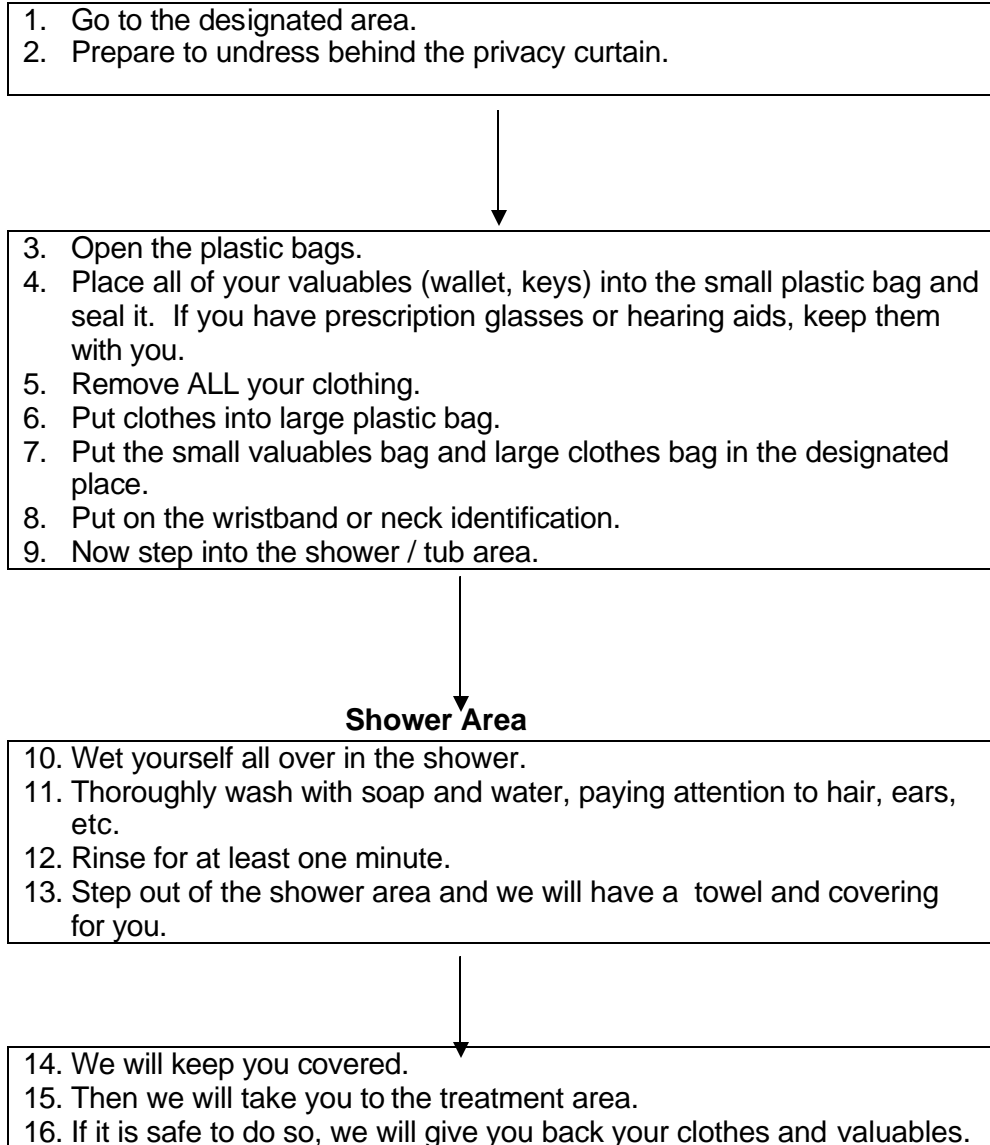 1. Go to the designated area.
2. Prepare to undress behind the privacy curtain.
3. Open the plastic bags.
4. Place all of your valuables (wallet, keys) into the small plastic bag and
seal it. If you have prescription glasses or hearing aids, keep them
with you.
5. Remove ALL your clothing.
6. Put clothes into large plastic bag.
7. Put the small valuables bag and large clothes bag in the designated
place.
8. Put on the wristband or neck identification.
9. Now step into the shower / tub area.
Shower Area
10. Wet yourself all over in the shower.
11. Thoroughly wash with soap and water, paying attention to hair, ears,
etc.
12. Rinse for at least one minute.
13. Step out of the shower area and we will have a towel and covering
for you.
14. We will keep you covered.
15. Then we will take you to the treatment area.
16. If it is safe to do so, we will give you back your clothes and valuables.